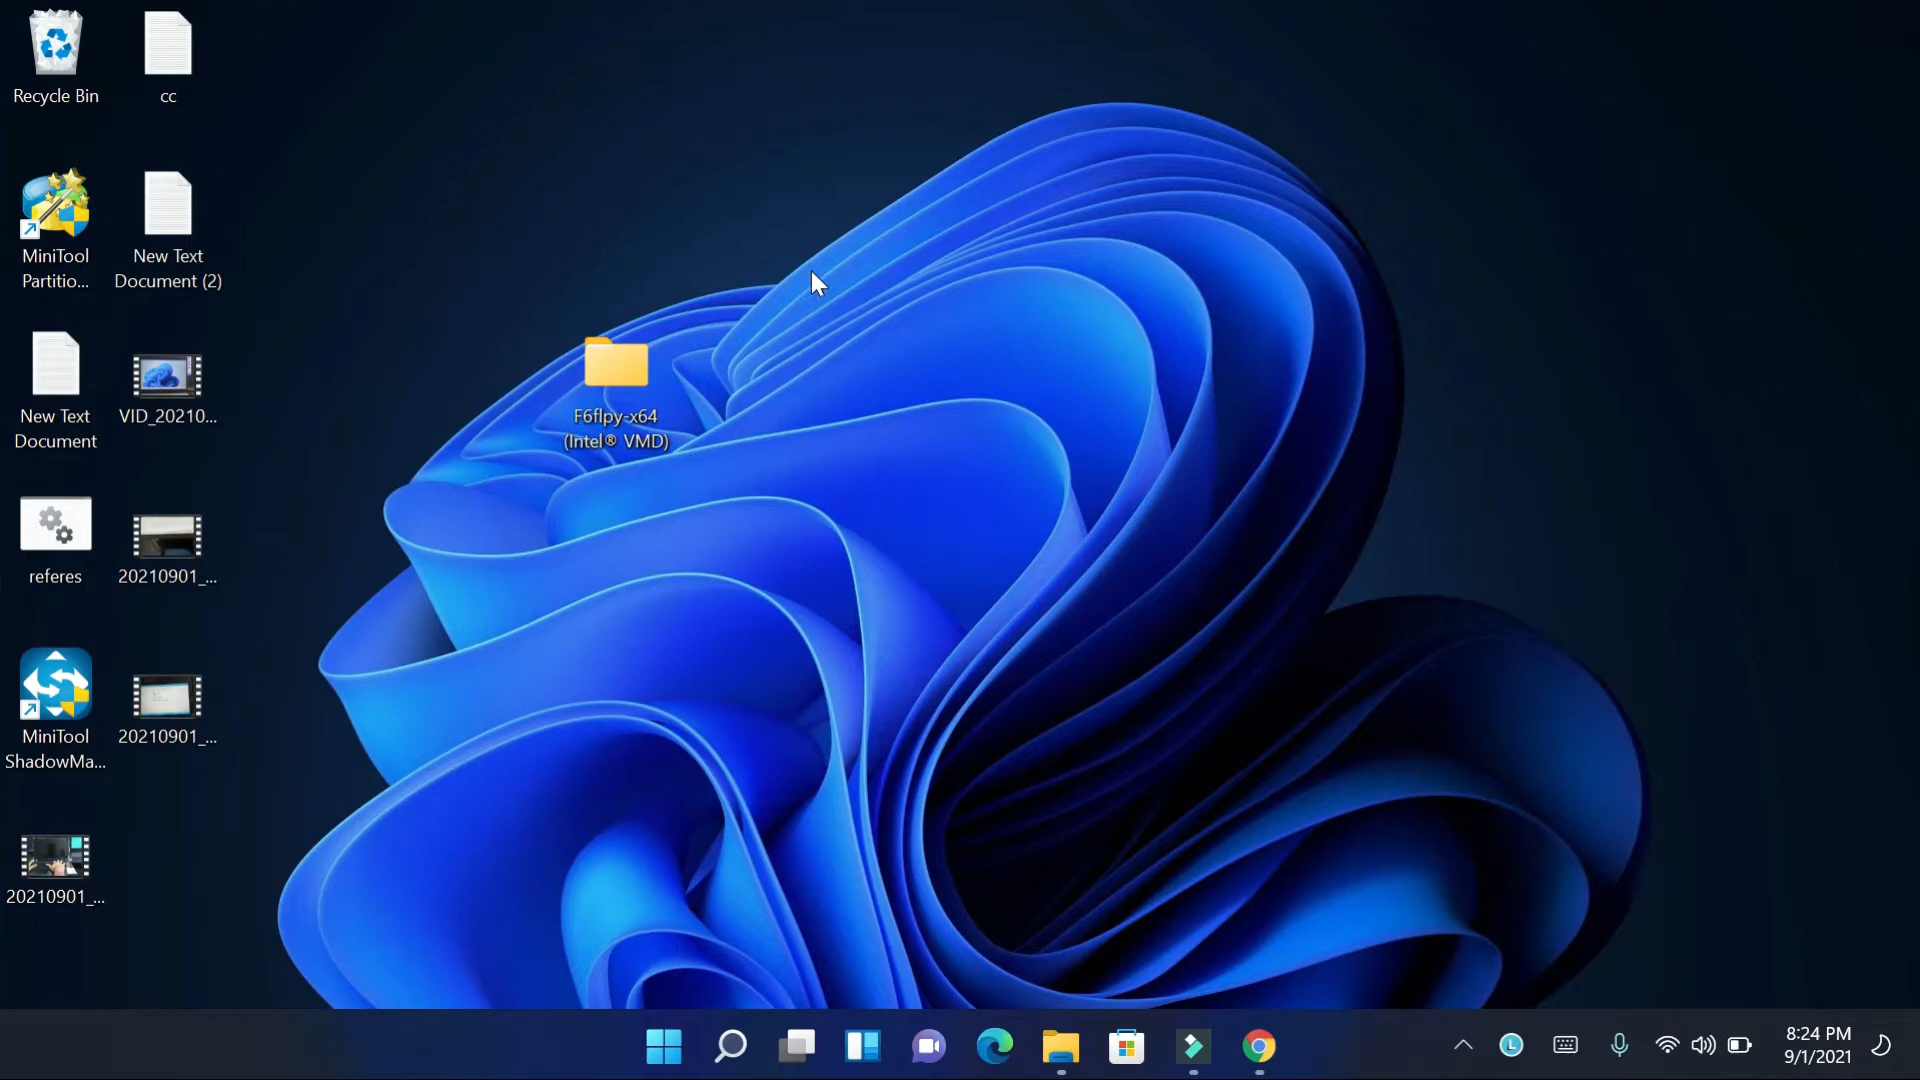 Recycle Bin
cc
MiniTool
Partitio...
New Text
Document (2)
New Text
Document
VID_20210...
referes
20210901_...
MiniTool
ShadowMa...
20210901_...
20210901_...
F6flpy-x64
(Intel® VMD)
8:24 PM
9/1/2021